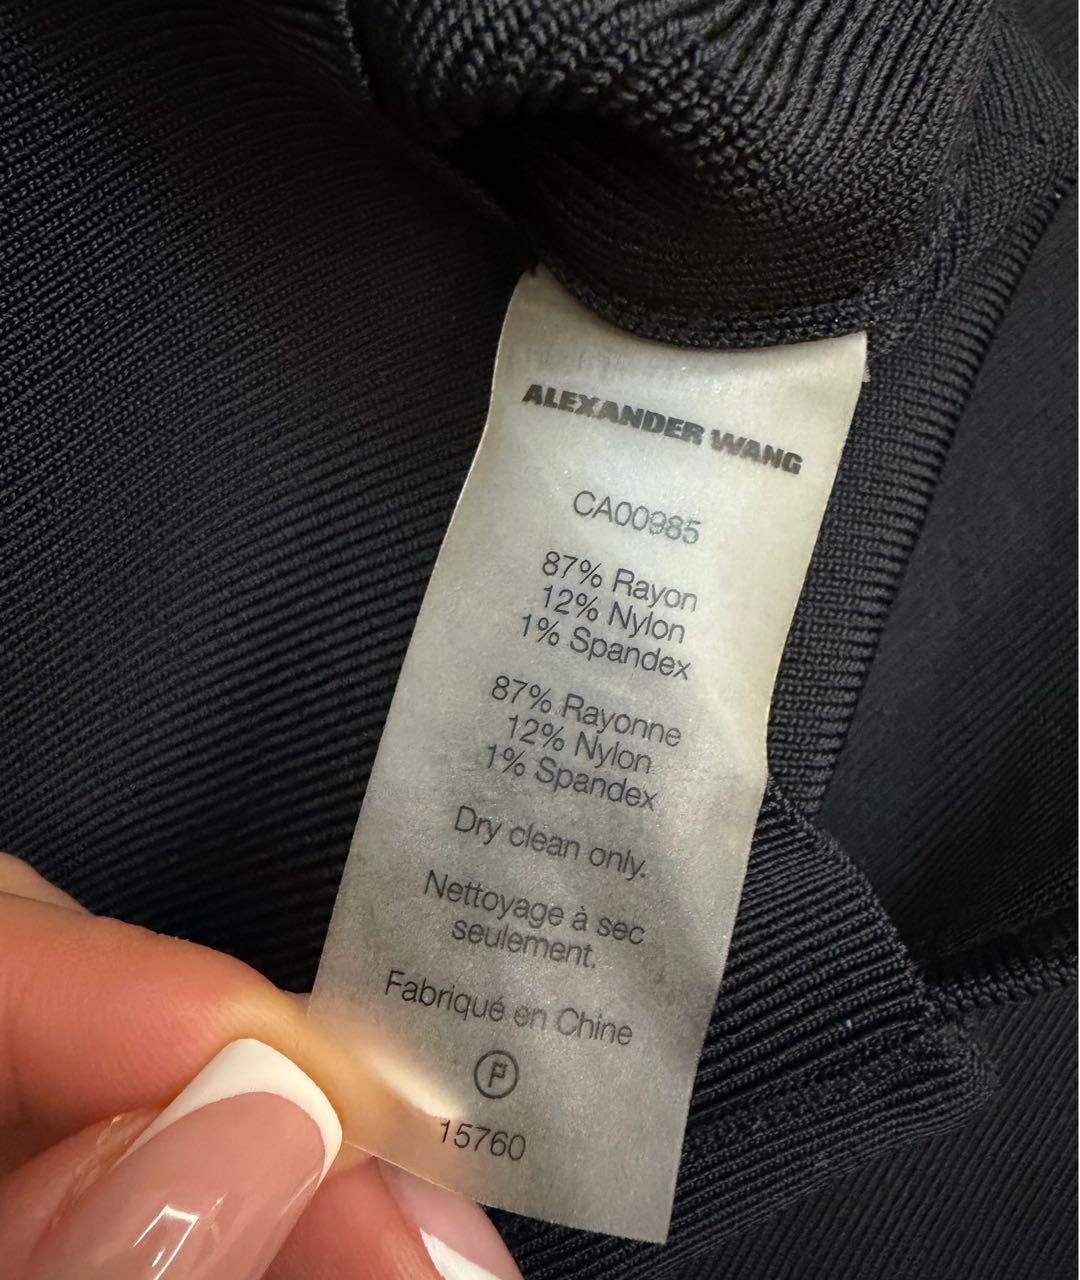 ALEXANDER WANG
CA00985
87% Rayon
12% Nylon
1% Spandex
87% Rayonne
12% Nylon
1% Spandex
Dry clean only.
Nettoyage à sec
seulement.
Fabriqué en Chine
P
15760